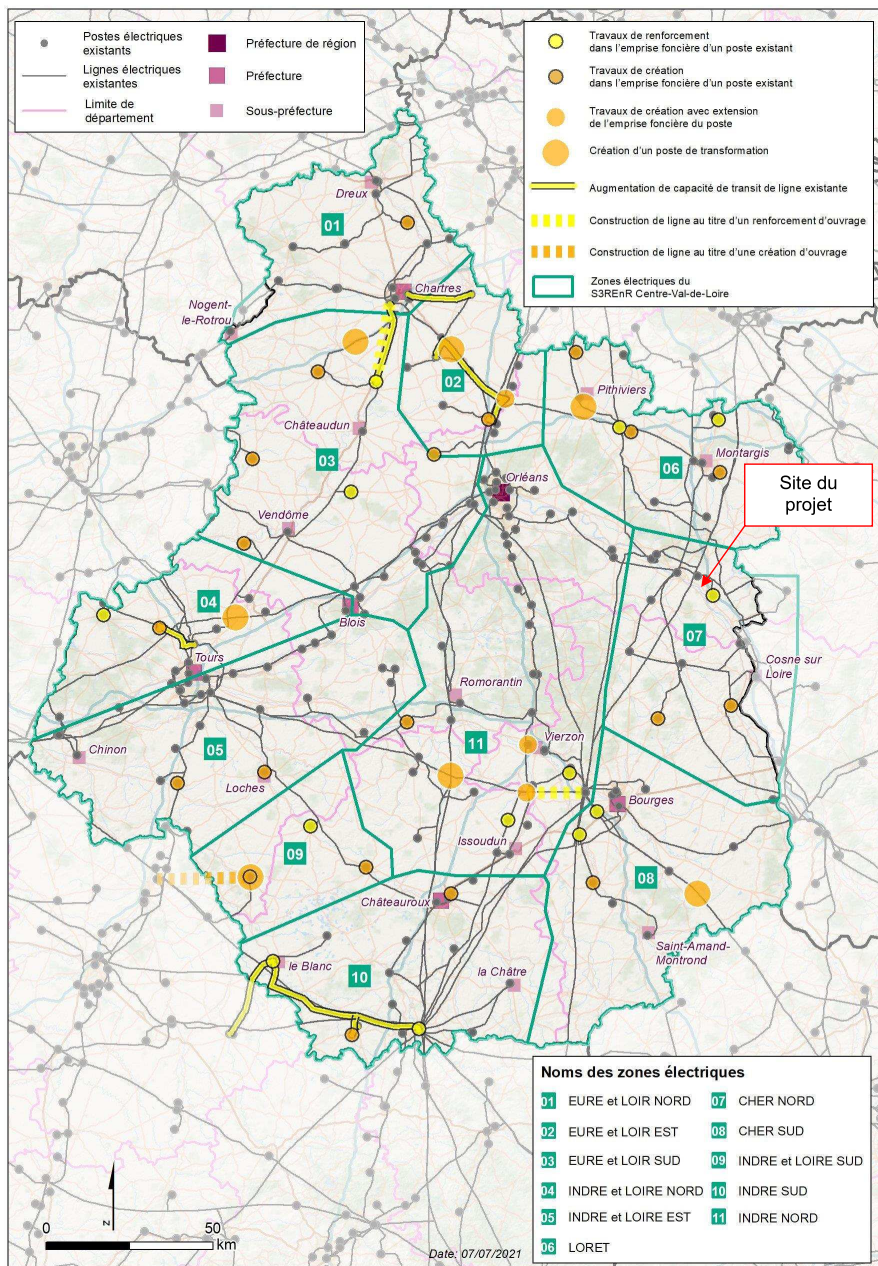 Postes électriques
existants
Lignes électriques
existantes
Limite de
département
Préfecture de région
Préfecture
Sous-préfecture
Travaux de renforcement
dans l'emprise foncière d'un poste existant
Travaux de création
dans l'emprise foncière d'un poste existant
Travaux de création avec extension
de l'emprise foncière du poste
Création d'un poste de transformation
Augmentation de capacité de transit de ligne existante
Construction de ligne au titre d'un renforcement d'ouvrage
Construction de ligne au titre d'une création d'ouvrage
Zones électriques du
S3REnR Centre-Val-de-Loire
Dreux
01
Chartres
Nogent-
le-Rotrou
02
Pithiviers
Châteaudun
03
Montargis
06
Orléans
Site du
projet
Vendôme
04
Blois
07
Tours
Cosne sur
Loire
Romorantin
Chinon
05
11
Vierzon
Loches
Bourges
Issoudun
09
08
Châteauroux
Saint-Amand-
Montrond
le Blanc
10
la Châtre
Noms des zones électriques
01 EURE et LOIR NORD
02 EURE et LOIR EST
03 EURE et LOIR SUD
04 INDRE et LOIRE NORD
05 INDRE et LOIRE EST
06 LORET
07 CHER NORD
08 CHER SUD
09 INDRE et LOIRE SUD
10 INDRE SUD
11 INDRE NORD
N
0 50
km
Date: 07/07/2021